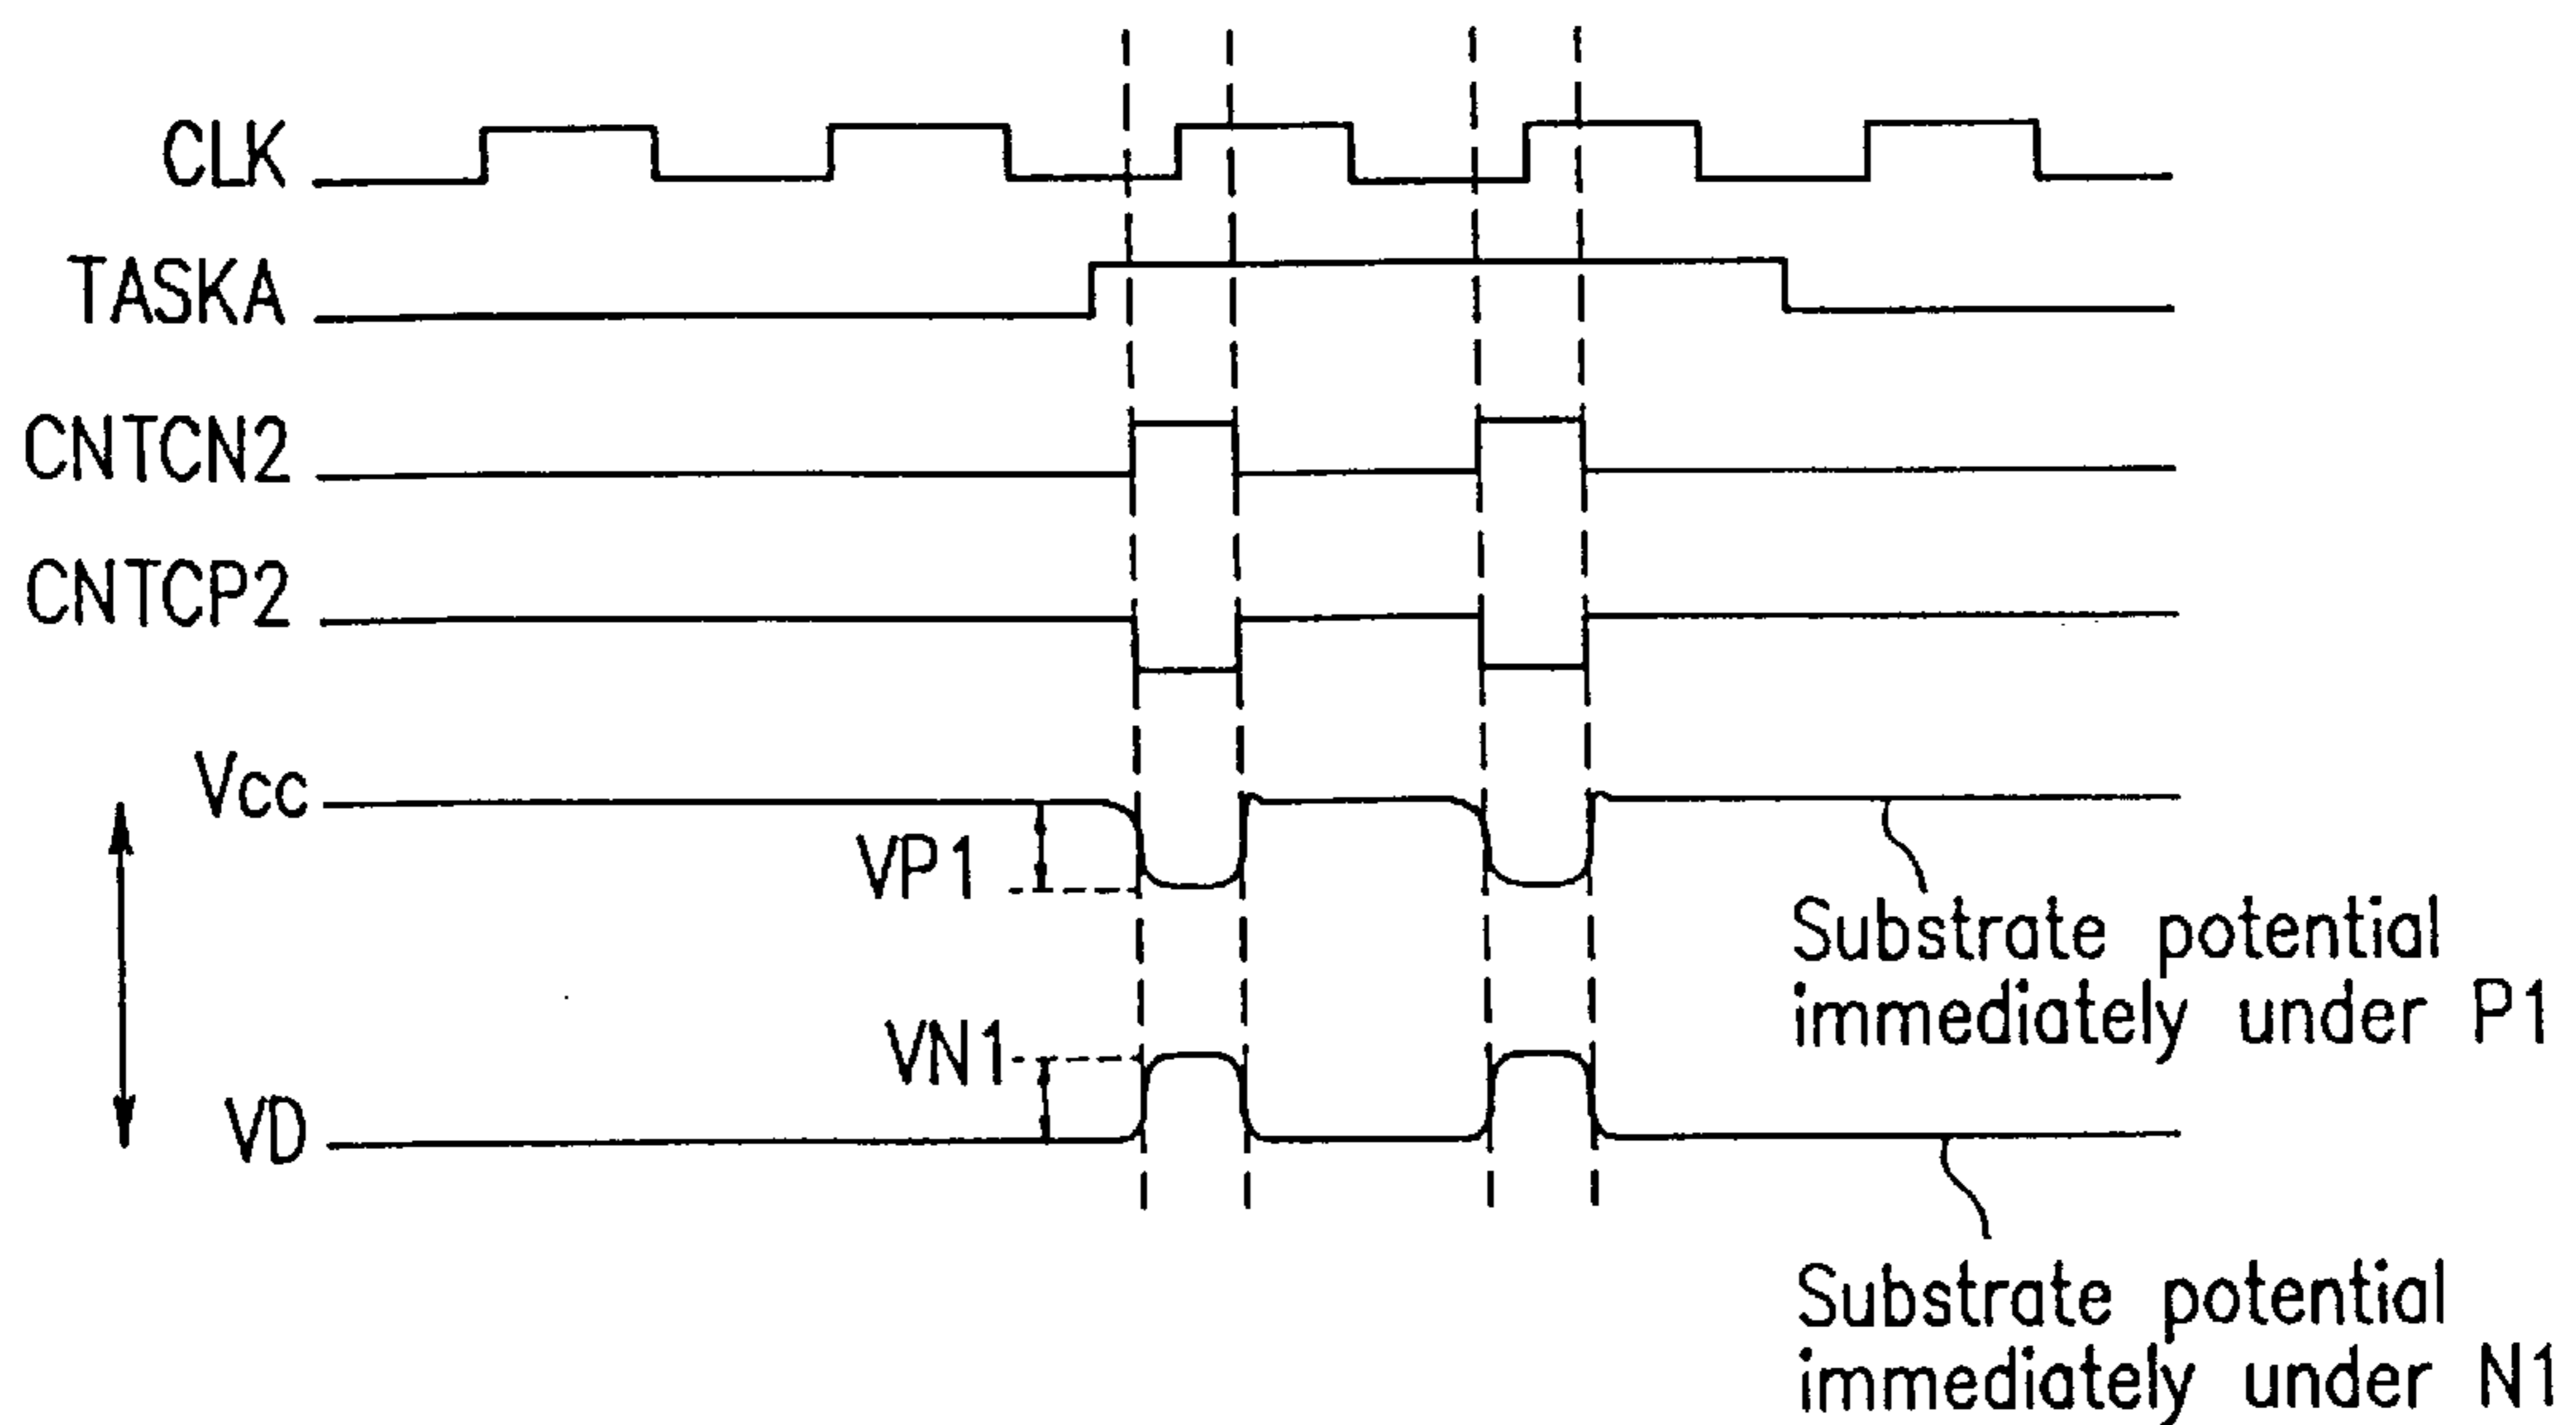 CLK
TASKA
CNTCN2
CNTCP2
Vcc
VP1
Substrate potential
immediately under P1
VN1
VD
Substrate potential
immediately under N1